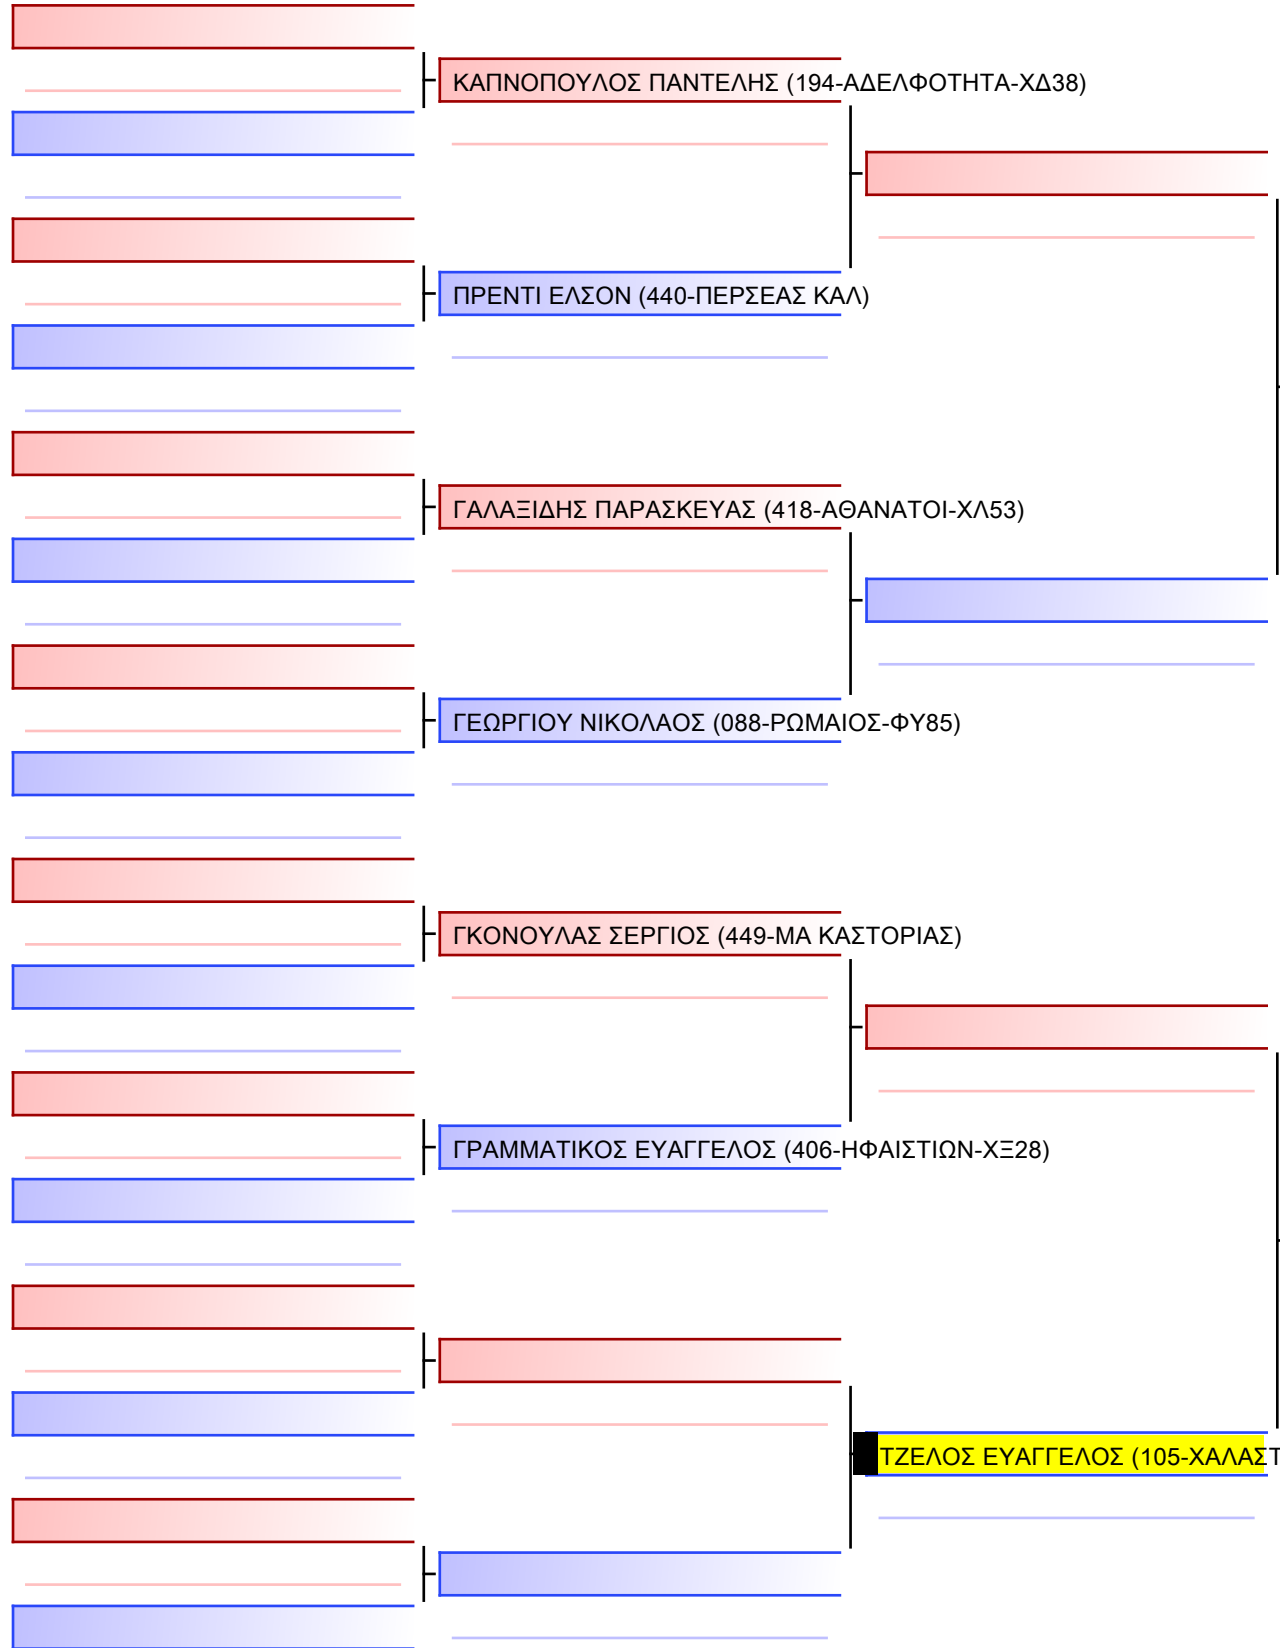 ΚΑΠΝΟΠΟΥΛΟΣ ΠΑΝΤΕΛΗΣ (194-ΑΔΕΛΦΟΤΗΤΑ-ΧΔ38)
ΠΡΕΝΤΙ ΕΛΣΟΝ (440-ΠΕΡΣΕΑΣ ΚΑΛ)
ΓΑΛΑΞΙΔΗΣ ΠΑΡΑΣΚΕΥΑΣ (418-ΑΘΑΝΑΤΟΙ-ΧΛ53)
ΓΕΩΡΓΙΟΥ ΝΙΚΟΛΑΟΣ (088-ΡΩΜΑΙΟΣ-ΦΥ85)
ΓΚΟΝΟΥΛΑΣ ΣΕΡΓΙΟΣ (449-ΜΑ ΚΑΣΤΟΡΙΑΣ)
ΓΡΑΜΜΑΤΙΚΟΣ ΕΥΑΓΓΕΛΟΣ (406-ΗΦΑΙΣΤΙΩΝ-ΧΞ28)
ΤΖΕΛΟΣ ΕΥΑΓΓΕΛΟΣ (105-ΧΑΛΑΣΤ